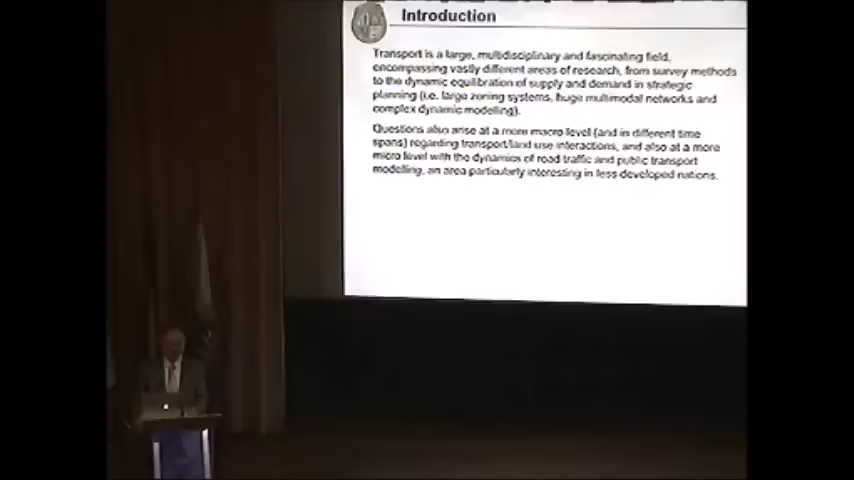 Introduction
Transport is a large, multidisciplinary and fascinating field,
encompassing vastly different areas of research, from survey methods
to the dynamic equilibration of supply and demand in strategic
planning (i.e. large zoning systems, huge multimodal networks and
complex dynamic modelling).
Questions also arise at a more macro level (and in different time
spans) regarding transport/land use interactions, and also at a more
micro level with the dynamics of road traffic and public transport
modelling, an area particularly interesting in less developed nations.